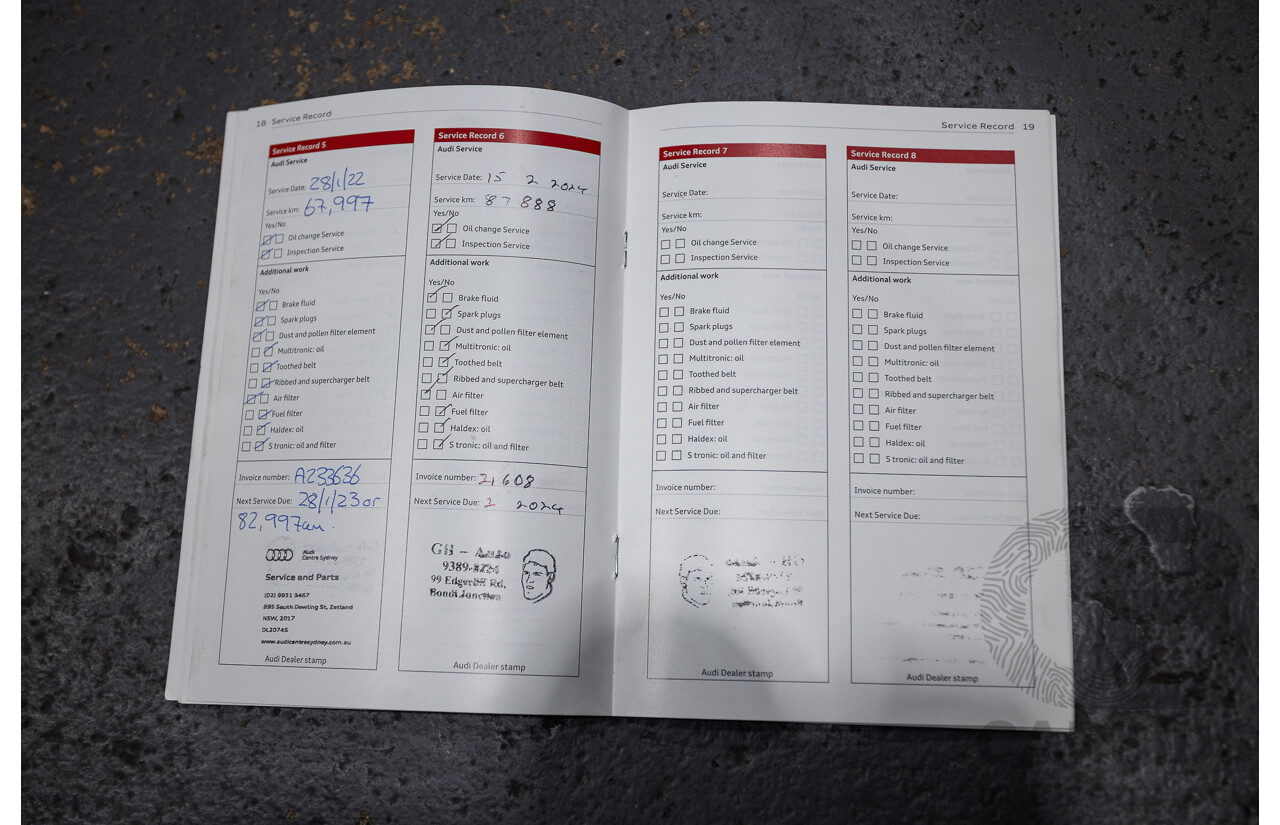 18 Service Record
Service Record 5
Audi Service
Service Date: 28/1/22
Service km: 67,997
Yes/No
Oil change Service
Inspection Service
Additional work
Yes/No
Brake fluid
Spark plugs
Dust and pollen filter element
Multitronic: oil
Toothed belt
Ribbed and supercharger belt
Air filter
Fuel filter
Haldex: oil
S tronic: oil and filter
Invoice number: A233636
Next Service Due: 28/1/23 or
82,997km.
Audi
Centre Sydney
Service and Parts
(02) 9931 3467
895 South Dowling St, Zetland
NSW, 2017
DL20745
www.audicentresydney.com.au
Audi Dealer stamp
Service Record 6
Audi Service
Service Date: 15 2 2024
Service km: 87 888
Yes/No
Oil change Service
Inspection Service
Additional work
Yes/No
Brake fluid
Spark plugs
Dust and pollen filter element
Multitronic: oil
Toothed belt
Ribbed and supercharger belt
Air filter
Fuel filter
Haldex: oil
S tronic: oil and filter
Invoice number: 21608
Next Service Due: 2 2024
GH - Auto
9389-
99 Edgecliff Rd,
Bondi Junction
Audi Dealer stamp
Service Record 19
Service Record 7
Audi Service
Service Date:
Service km:
Yes/No
Oil change Service
Inspection Service
Additional work
Yes/No
Brake fluid
Spark plugs
Dust and pollen filter element
Multitronic: oil
Toothed belt
Ribbed and supercharger belt
Air filter
Fuel filter
Haldex: oil
S tronic: oil and filter
Invoice number:
Next Service Due:
Audi Dealer stamp
Service Record 8
Audi Service
Service Date:
Service km:
Yes/No
Oil change Service
Inspection Service
Additional work
Yes/No
Brake fluid
Spark plugs
Dust and pollen filter element
Multitronic: oil
Toothed belt
Ribbed and supercharger belt
Air filter
Fuel filter
Haldex: oil
S tronic: oil and filter
Invoice number:
Next Service Due:
Audi Dealer stamp